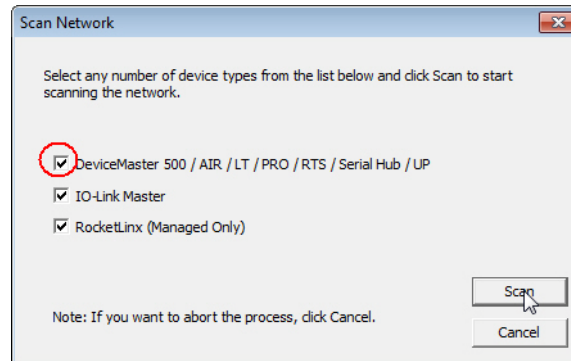 Scan Network
Select any number of device types from the list below and click Scan to start
scanning the network.
DeviceMaster 500 / AIR / LT / PRO / RTS / Serial Hub / UP
IO-Link Master
RocketLinx (Managed Only)
Scan
Note: If you want to abort the process, click Cancel.
Cancel